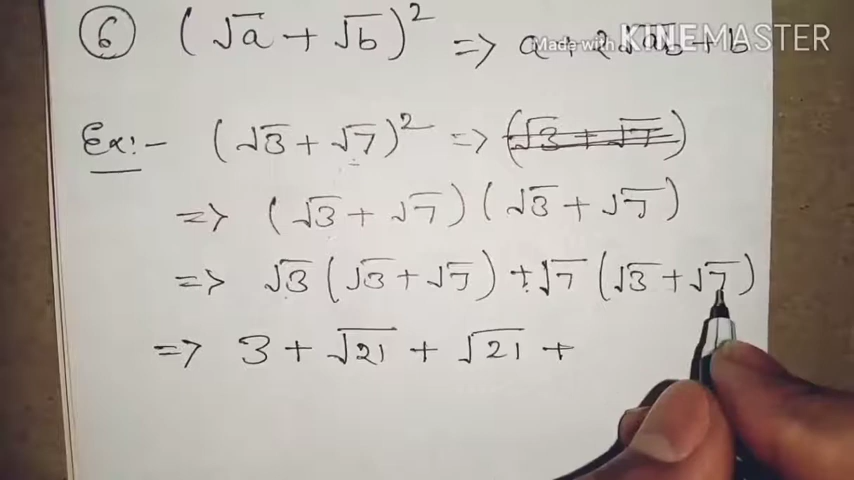 ⑥ (√a + √b)² => a + 2√ab + b
Made with KINEMASTER
Ex:- (√3 + √7)² => (√3 + √7)
=> (√3 + √7) (√3 + √7)
=> √3 (√3 + √7) + √7 (√3 + √7)
=> 3 + √21 + √21 +